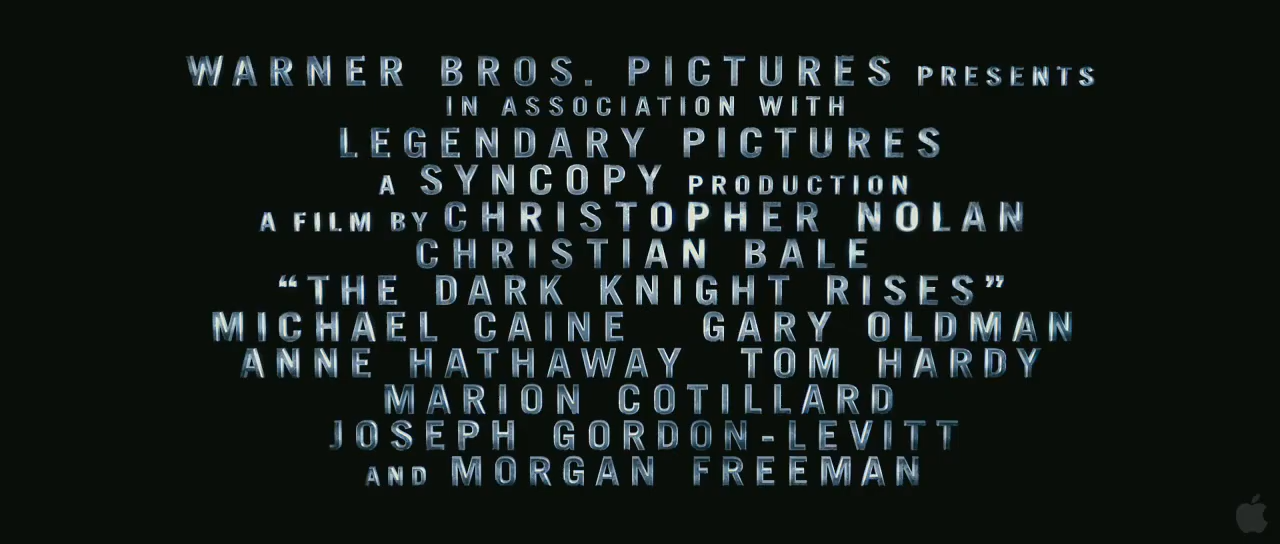 WARNER BROS. PICTURES PRESENTS
IN ASSOCIATION WITH
LEGENDARY PICTURES
A SYNCOPY PRODUCTION
A FILM BY CHRISTOPHER NOLAN
CHRISTIAN BALE
“THE DARK KNIGHT RISES”
MICHAEL CAINE GARY OLDMAN
ANNE HATHAWAY TOM HARDY
MARION COTILLARD
JOSEPH GORDON-LEVITT
AND MORGAN FREEMAN